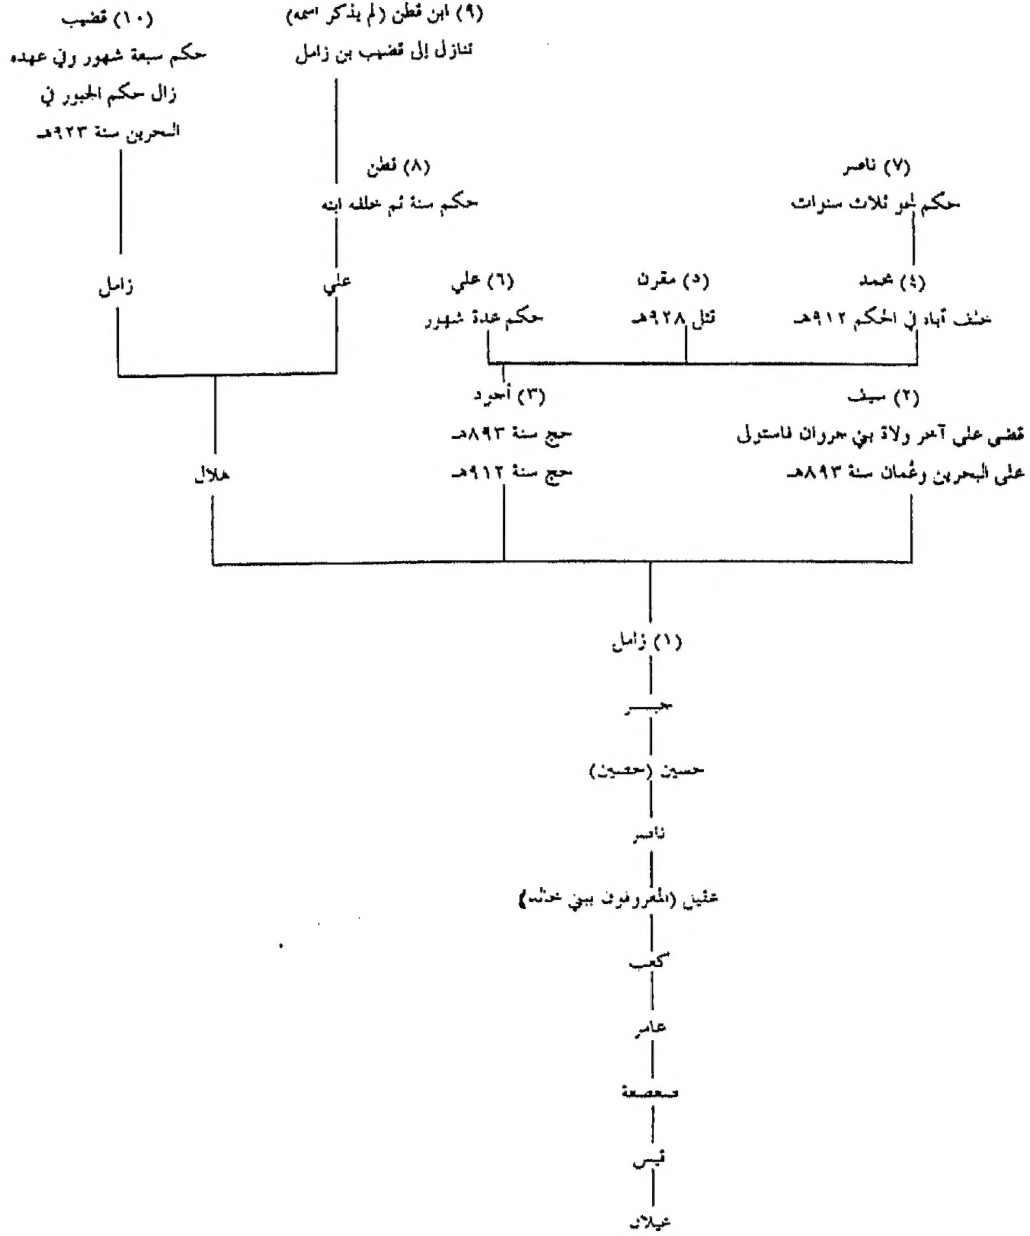 (١٠) قضيب
حكم سبعة شهور وفي عهده
زال حكم الجبور في
البحرين سنة ٩٢٣هـ
(٩) ابن قطن (لم يذكر اسمه)
تنازل إلى قضيب بن زامل
(٨) قطن
حكم سنة ثم خلفه ابنه
(٧) ناصر
حكم نحو ثلاث سنوات
زامل
علي
(٦) علي
حكم عدة شهور
(٥) مقرن
قتل ٩٢٨هـ
(٤) محمد
خلف أباه في الحكم ٩١٢هـ
هلال
(٣) أجود
حج سنة ٨٩٣هـ
حج سنة ٩١٢هـ
(٢) سيف
قضى على آخر ولاة بني جروان فاستولى
على البحرين وعُمان سنة ٨٩٣هـ
(١) زامل
جبر
حسين (حصين)
ناصر
عقيل (المعروفون ببني خالد)
كعب
عامر
صعصعة
قيس
عيلان